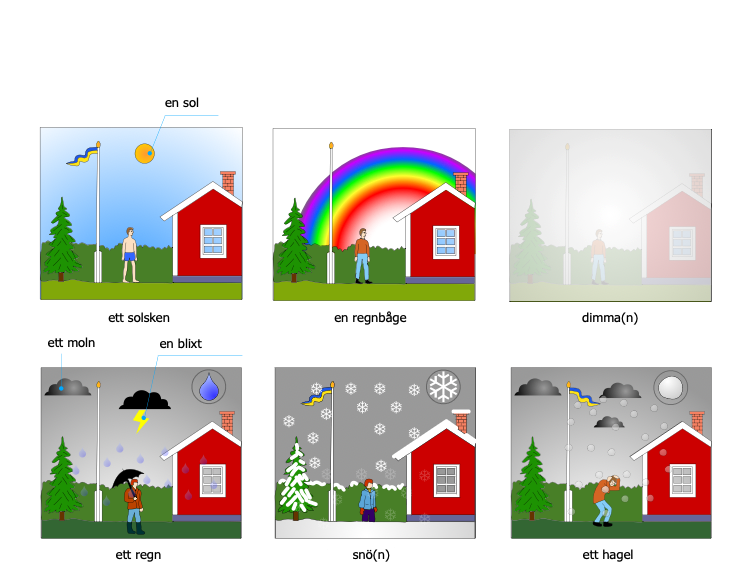 en sol
ett solsken
en regnbåge
dimma(n)
ett moln
en blixt
ett regn
snö(n)
ett hagel